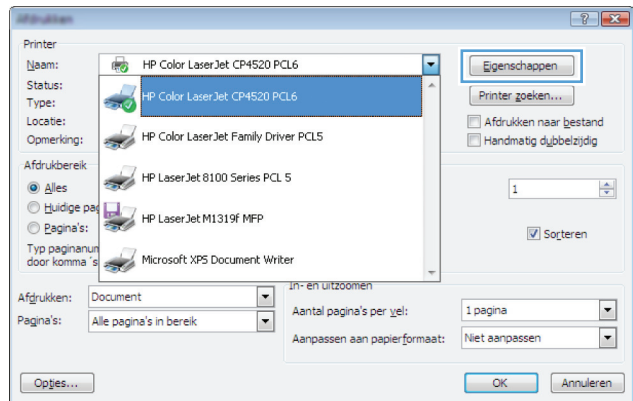 Afdrukken
Printer
Naam: HP Color LaserJet CP4520 PCL6 Eigenschappen
Status:
HP Color LaserJet CP4520 PCL6 Printer zoeken...
Type:
Locatie: Afdrukken naar bestand
Opmerking: HP Color LaserJet Family Driver PCL5 Handmatig dubbelzijdig
Afdrukbereik
Alles HP LaserJet 8100 Series PCL 5 1
Huidige
Pagina's: HP LaserJet M1319f MFP Sorteren
Typ
door komma 's Microsoft XPS Document Writer
In- en uitzoomen
Afdrukken: Document Aantal pagina's per vel: 1 pagina
Pagina's: Alle pagina's in bereik Aanpassen aan papierformaat: Niet aanpassen
Opties... OK Annuleren